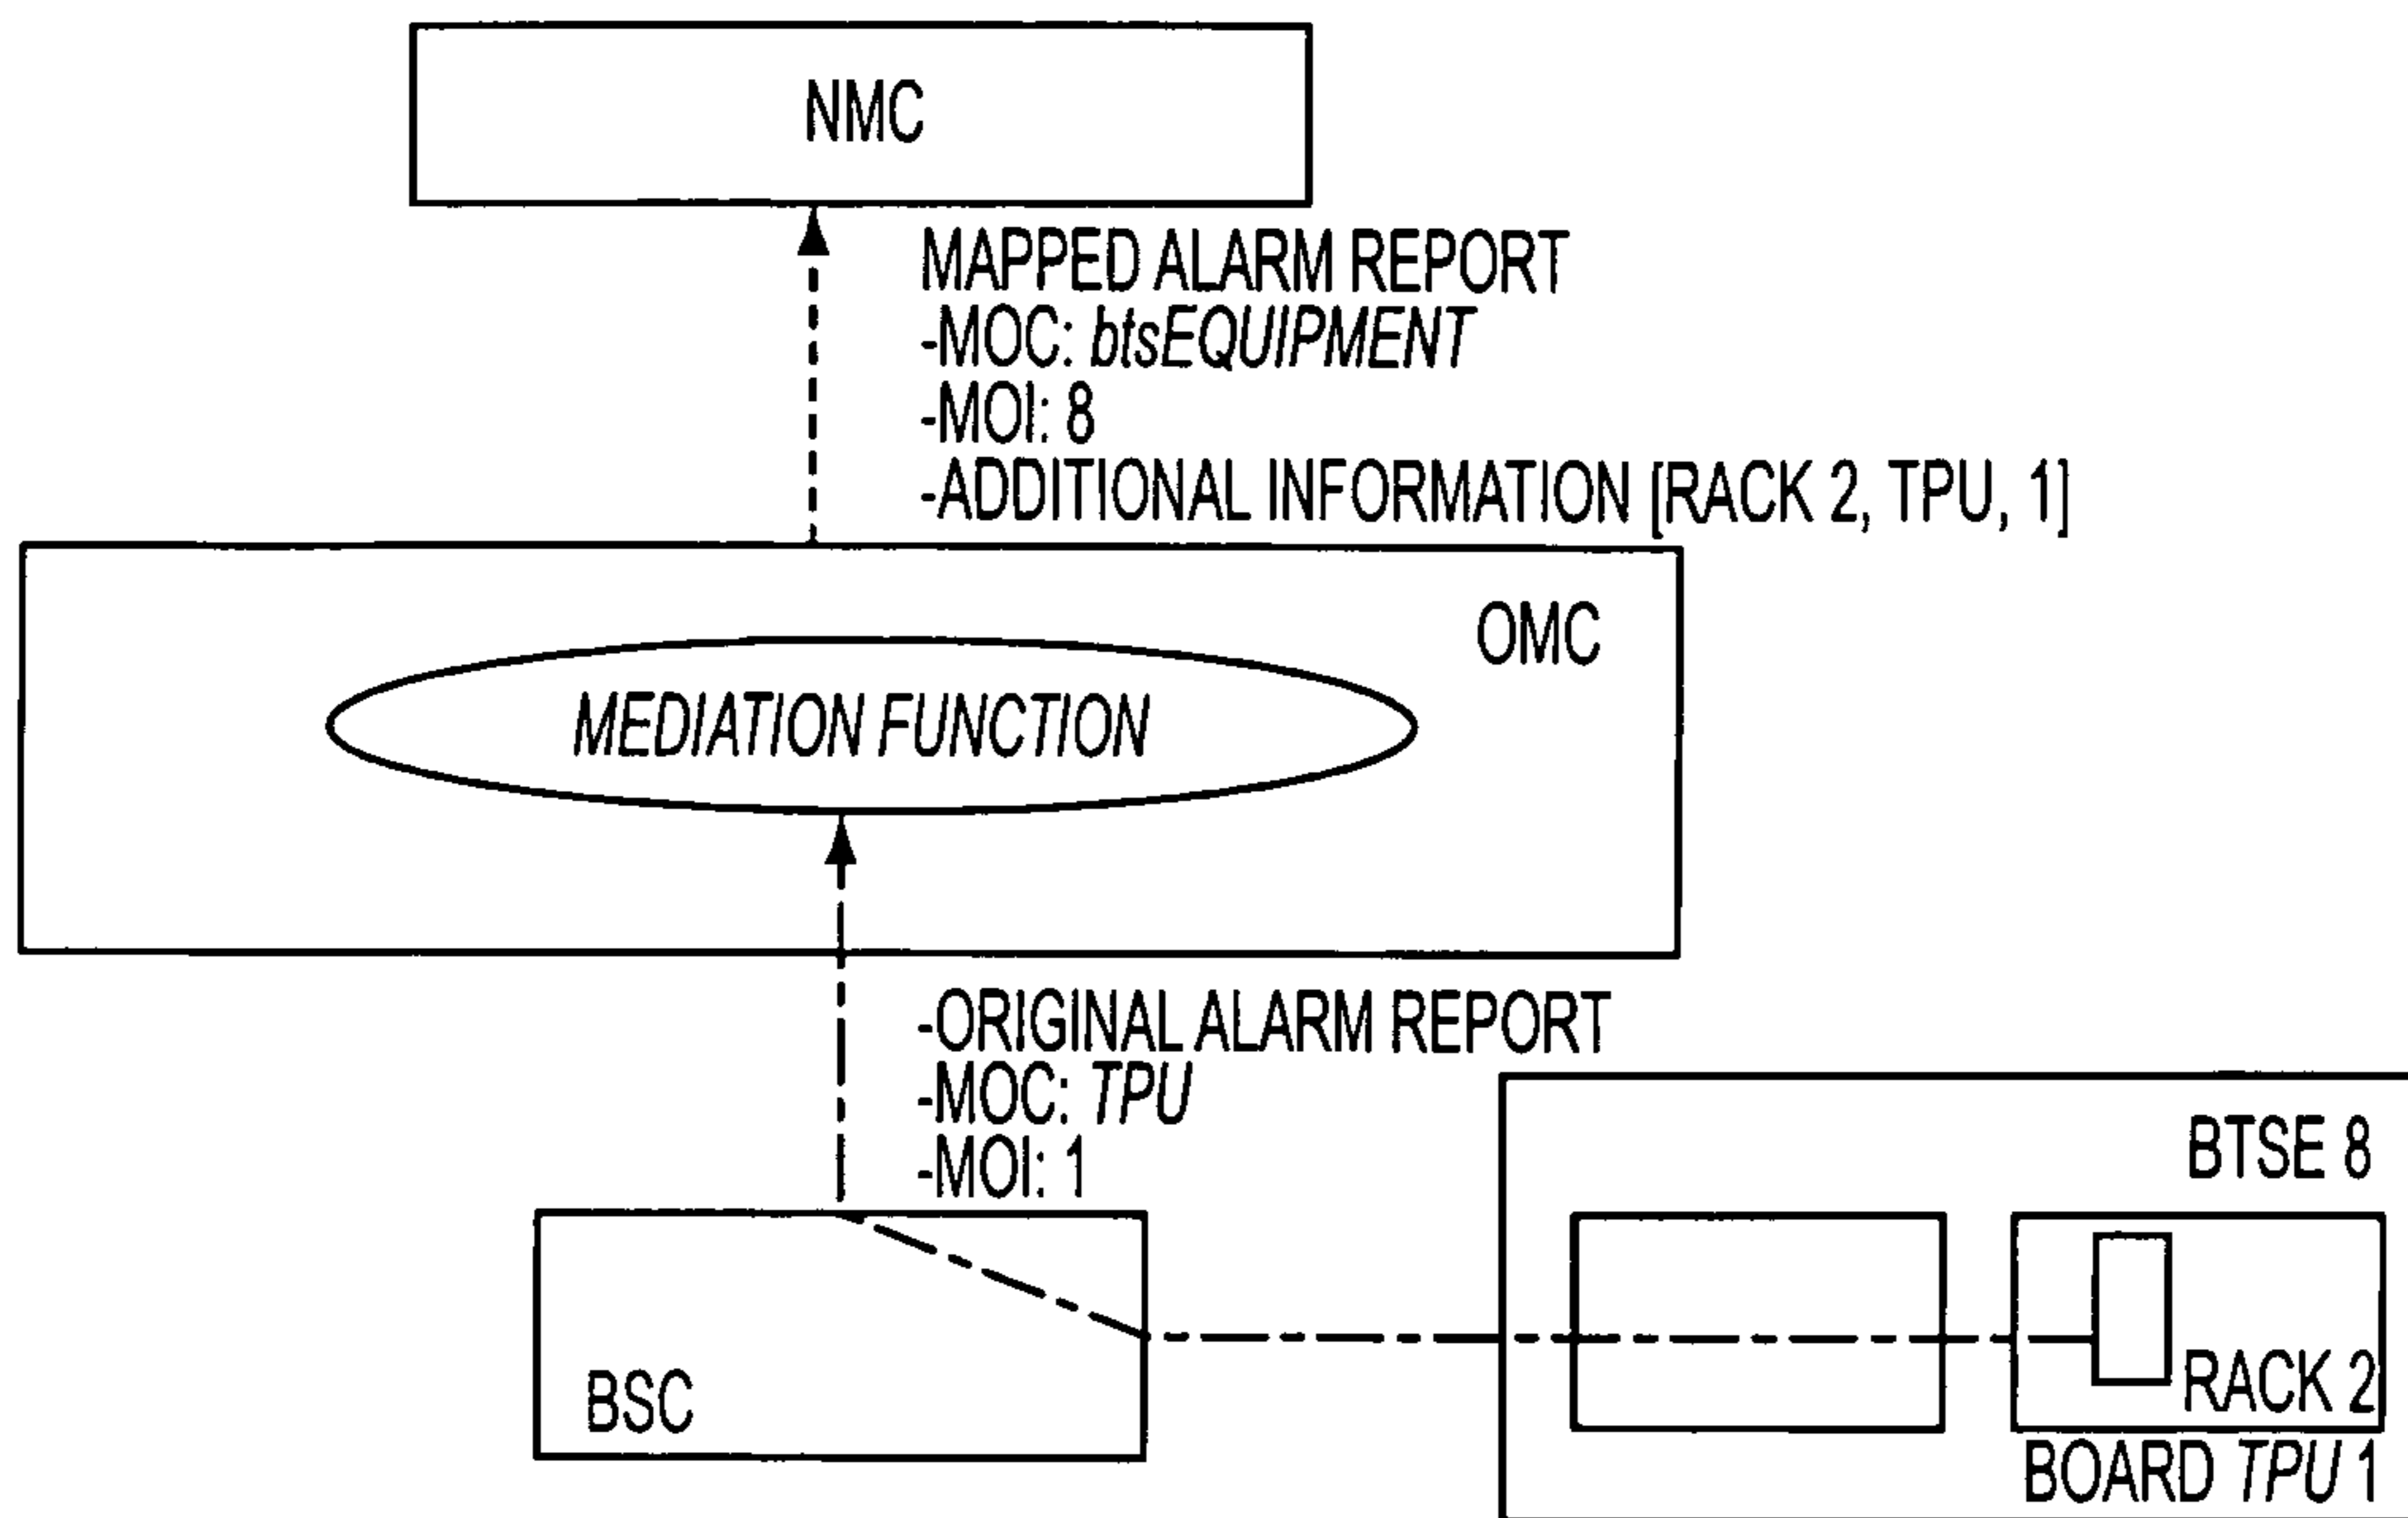 NMC
MAPPED ALARM REPORT
-MOC: btsEQUIPMENT
-MOI: 8
-ADDITIONAL INFORMATION [RACK 2, TPU, 1]
OMC
MEDIATION FUNCTION
-ORIGINAL ALARM REPORT
-MOC: TPU
-MOI: 1
BTSE 8
BSC
RACK 2
BOARD TPU 1